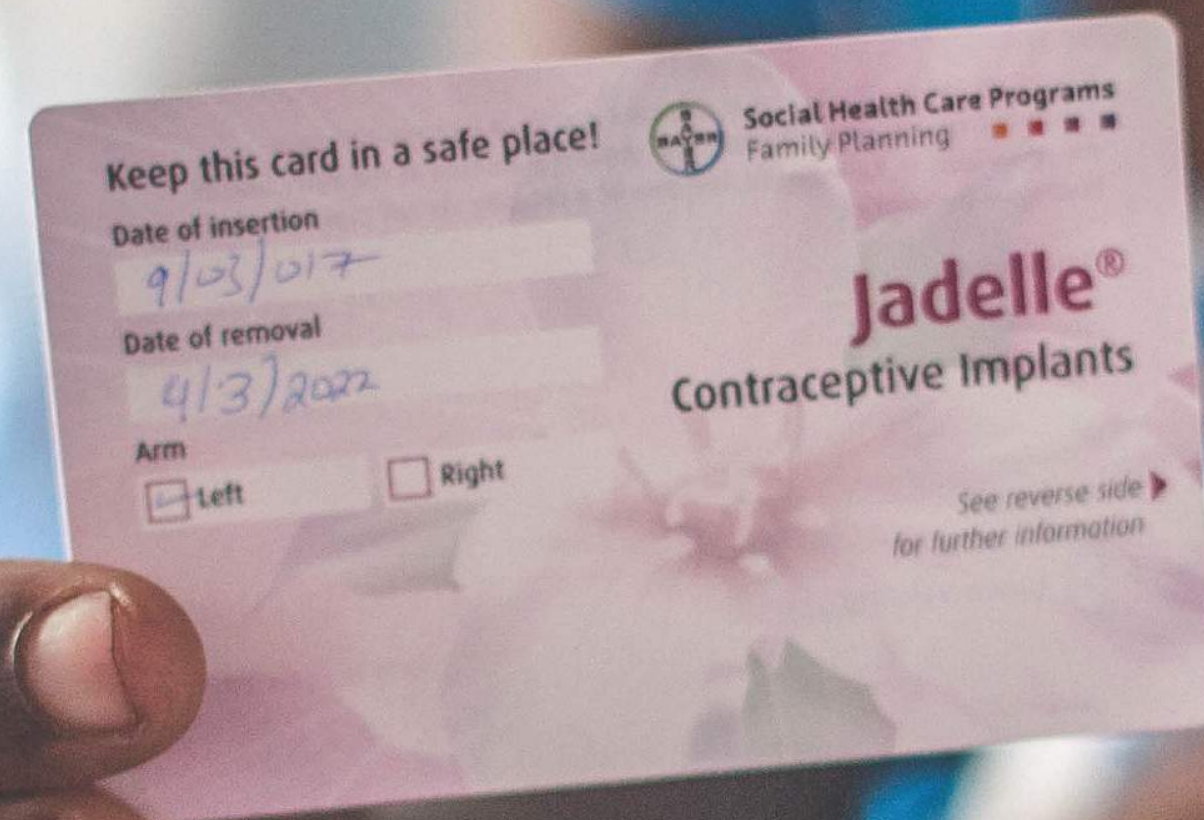 Keep this card in a safe place!
BAYER
Social Health Care Programs
Family Planning
Date of insertion
9/03/017
Date of removal
4/3/2022
Arm
Left
Right
Jadelle®
Contraceptive Implants
See reverse side
for further information